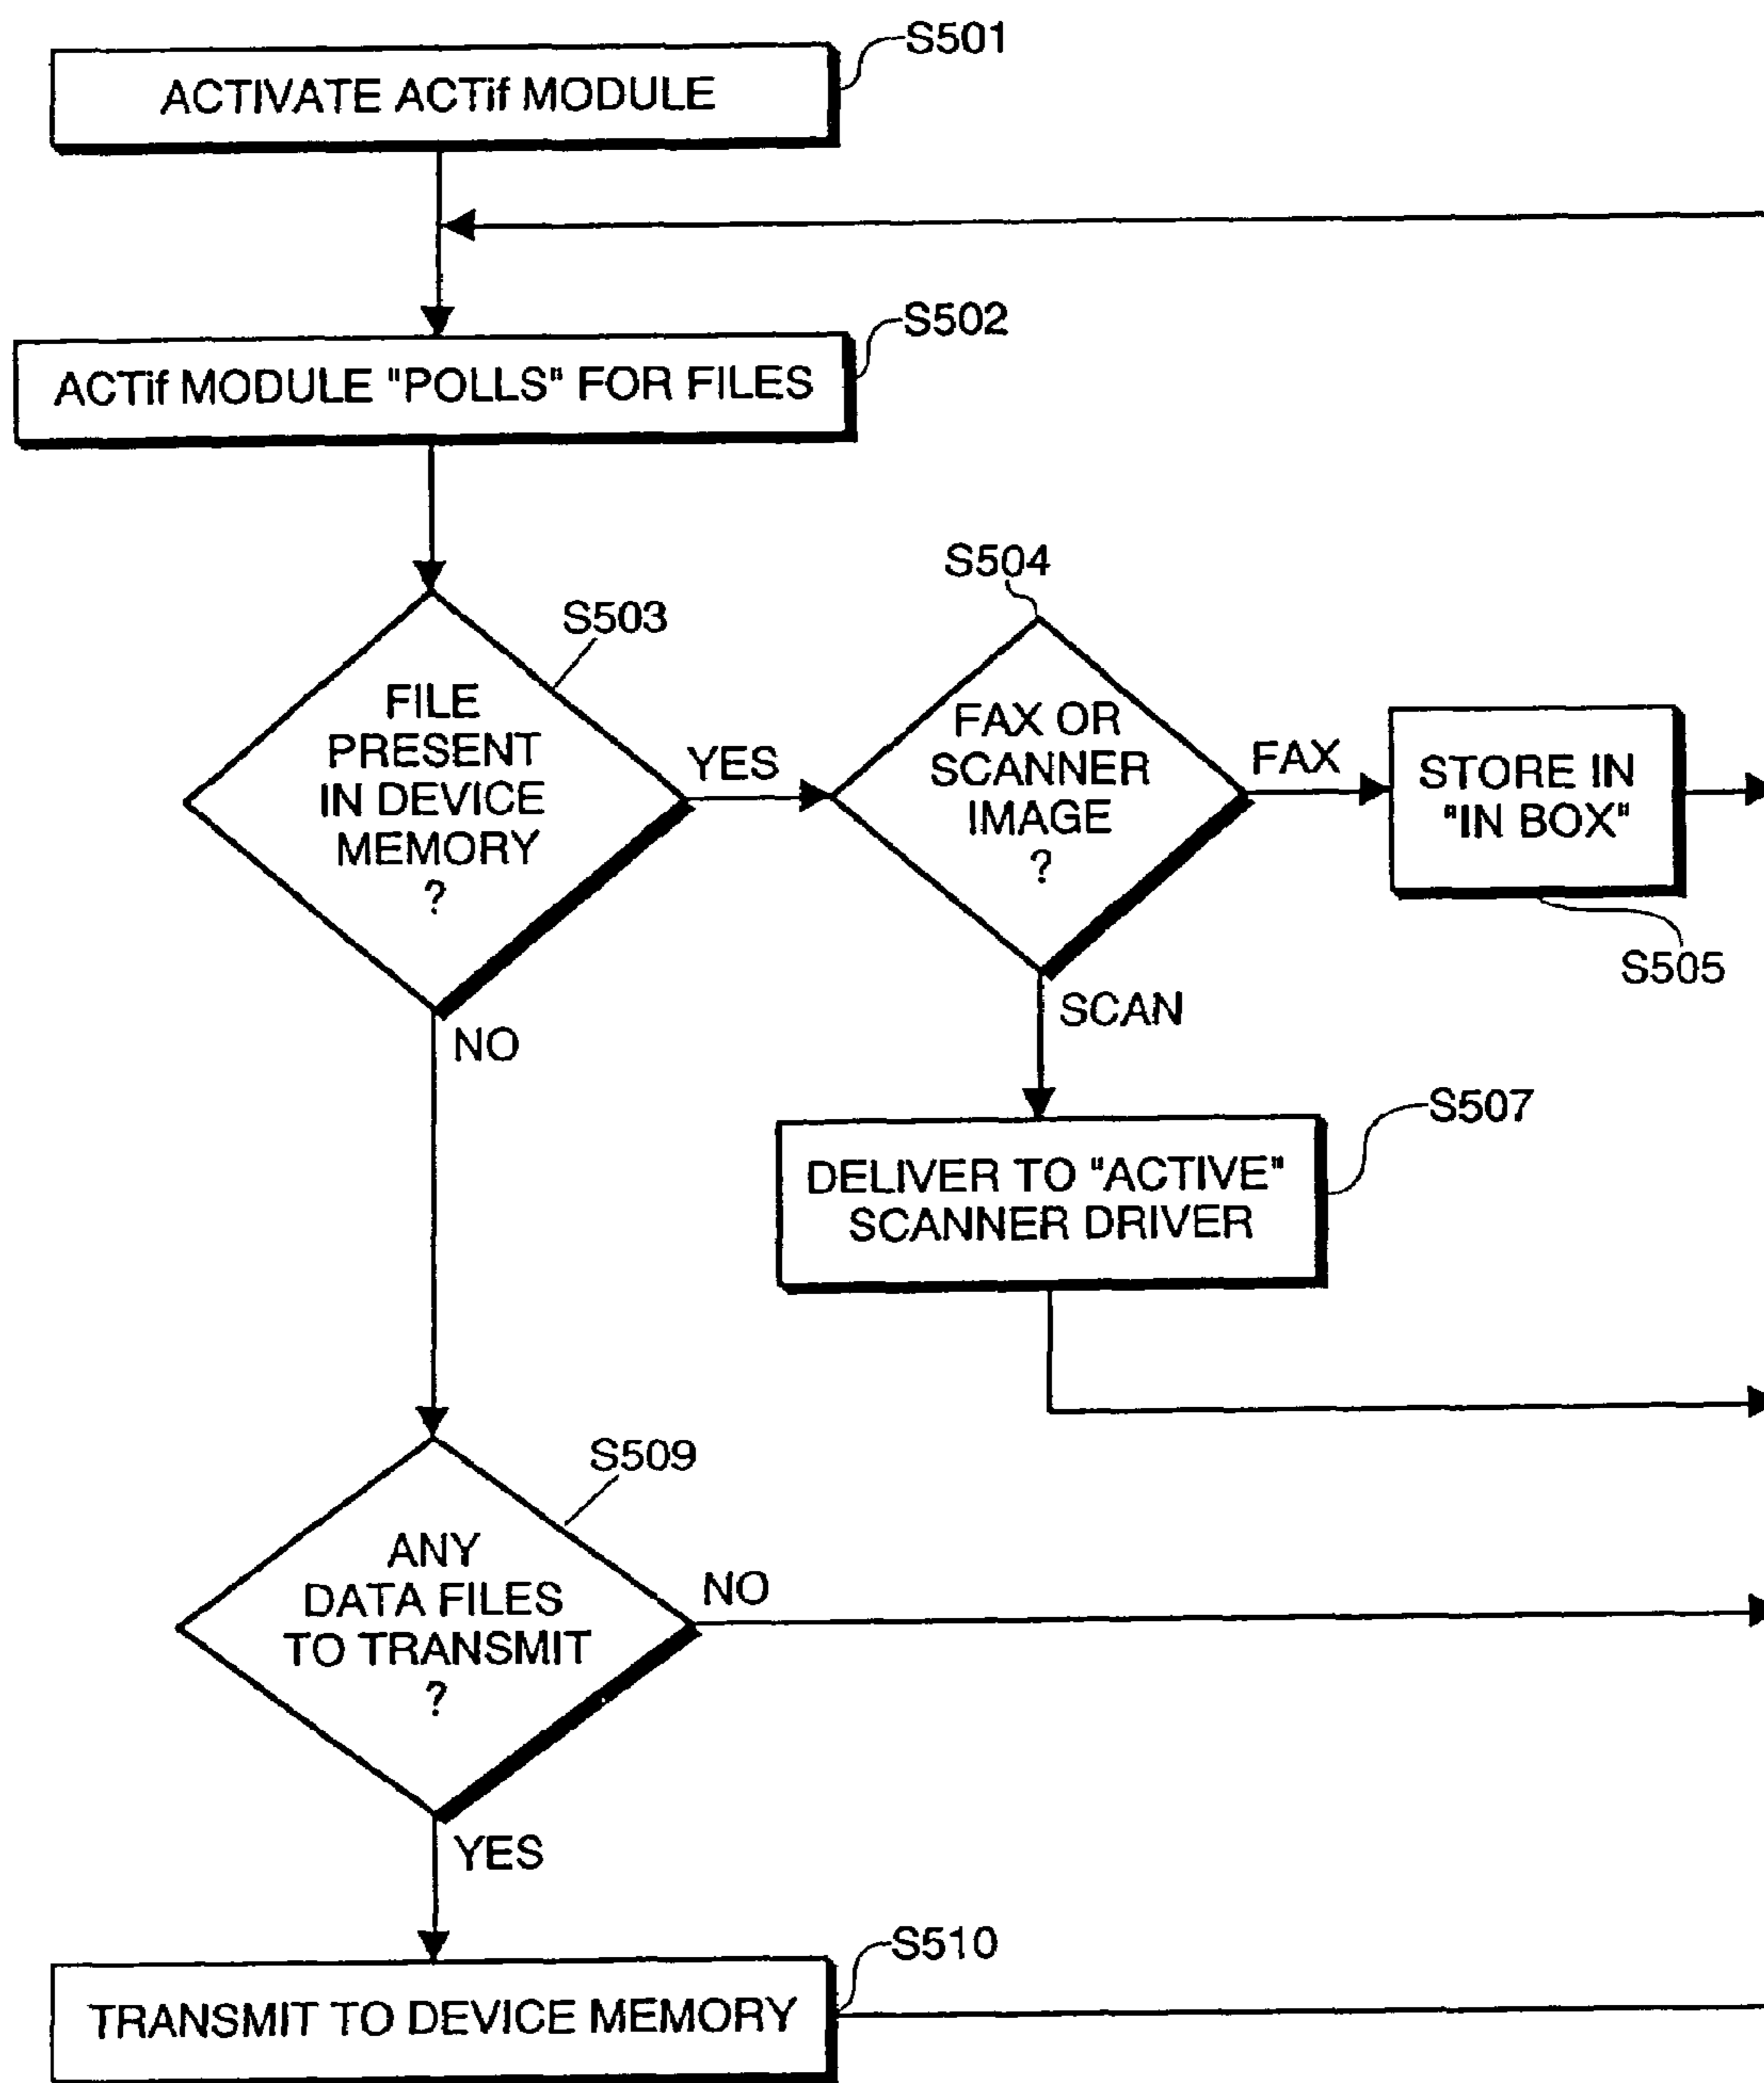 S501
ACTIVATE ACTif MODULE
S502
ACTif MODULE "POLLS" FOR FILES
S503
FILE
PRESENT
IN DEVICE
MEMORY
?
YES
NO
S504
FAX OR
SCANNER
IMAGE
?
FAX
SCAN
STORE IN
"IN BOX"
S505
S507
DELIVER TO "ACTIVE"
SCANNER DRIVER
S509
ANY
DATA FILES
TO TRANSMIT
?
NO
YES
S510
TRANSMIT TO DEVICE MEMORY